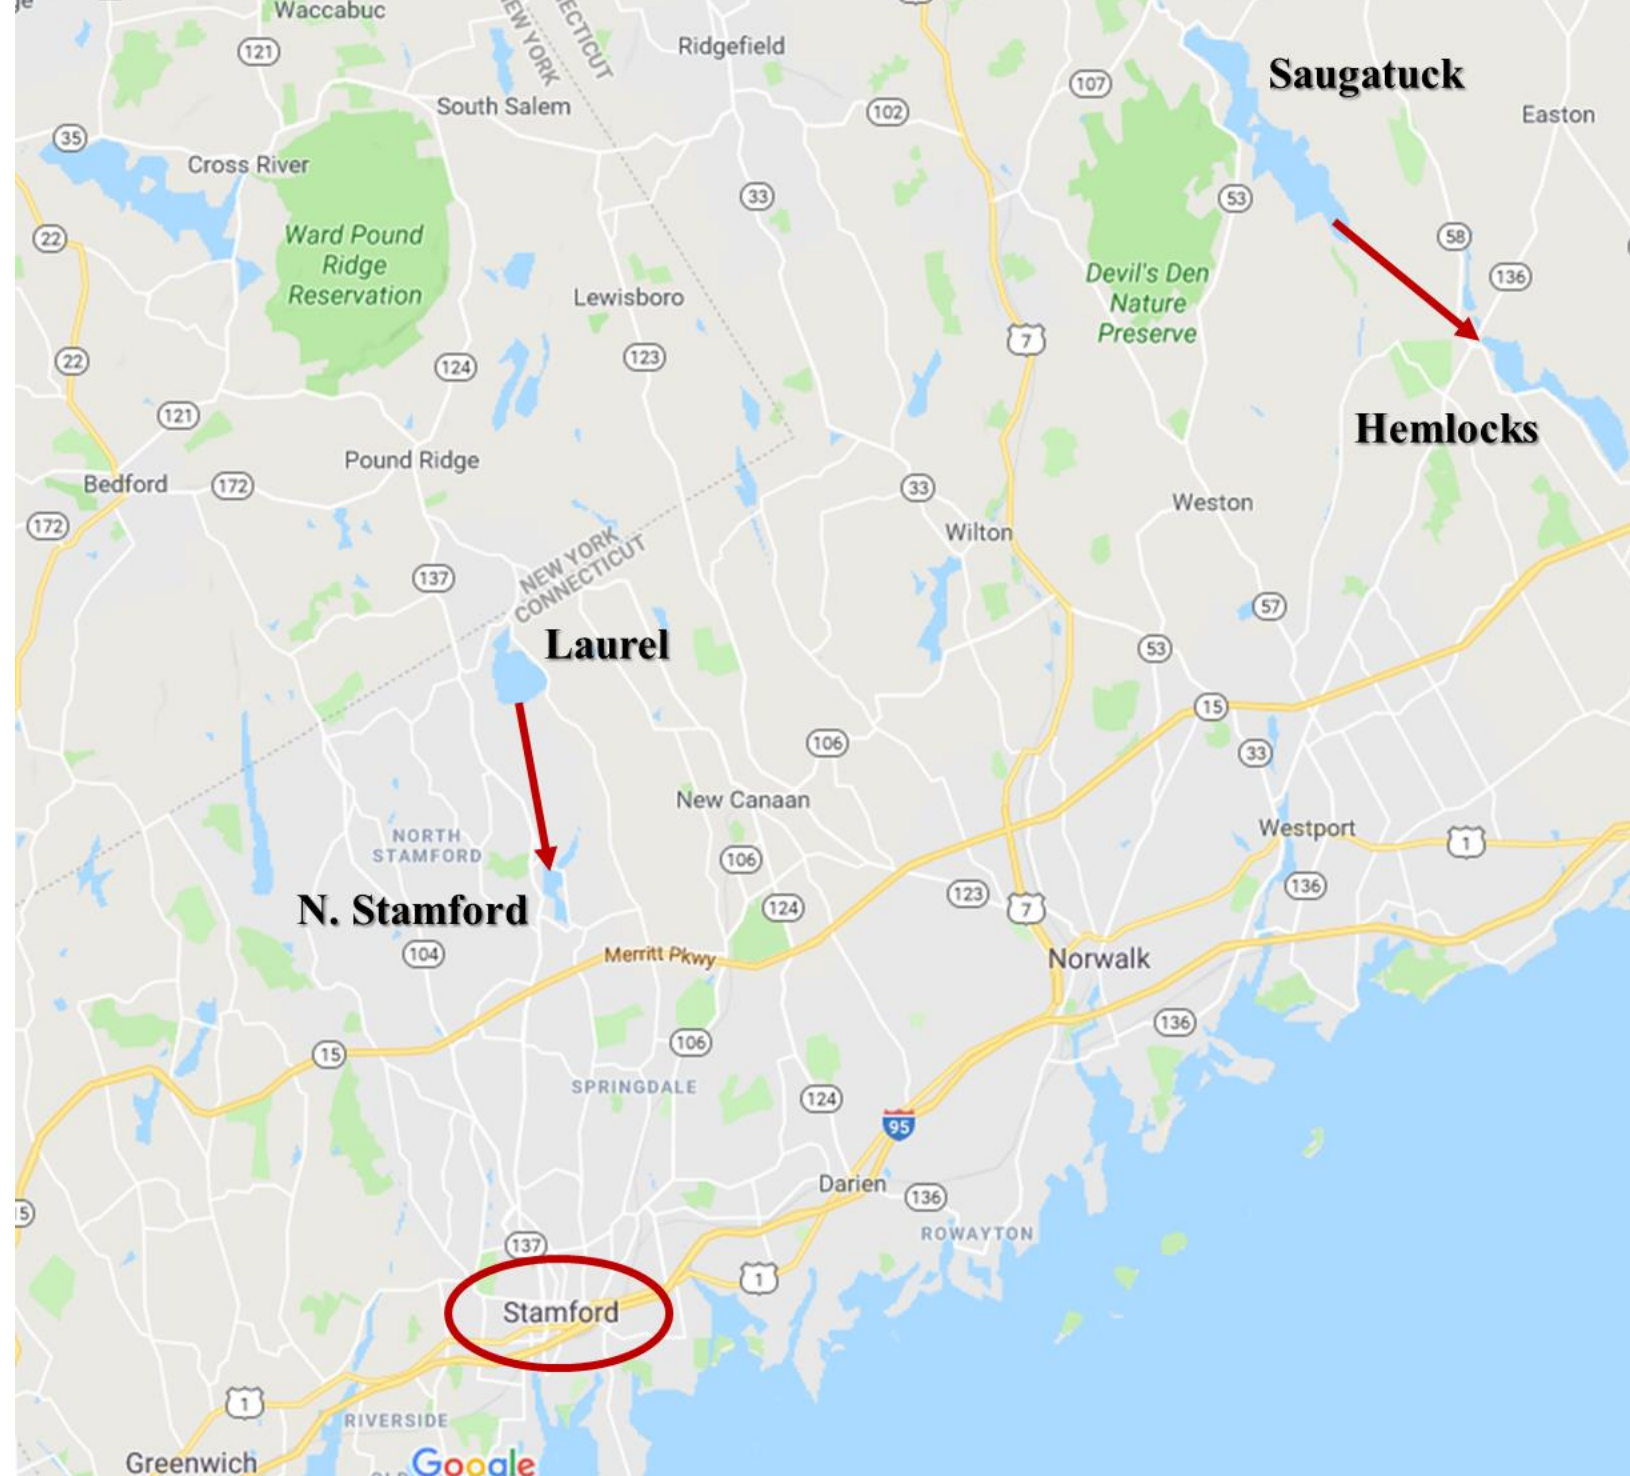 Waccabuc
NEW YORK
CONNECTICUT
121
Ridgefield
Saugatuck
107
South Salem
102
Easton
35
Cross River
33
53
22
Ward Pound
Ridge
Reservation
58
136
Devil's Den
Nature
Preserve
Lewisboro
7
22
124
123
121
Hemlocks
Pound Ridge
Bedford
172
33
Weston
172
Wilton
NEW YORK
CONNECTICUT
137
57
Laurel
53
15
106
33
New Canaan
NORTH
STAMFORD
Westport
1
106
136
123
124
7
N. Stamford
104
Merritt Pkwy
Norwalk
136
15
106
SPRINGDALE
124
95
Darien
136
ROWAYTON
137
1
Stamford
1
RIVERSIDE
Greenwich
Google